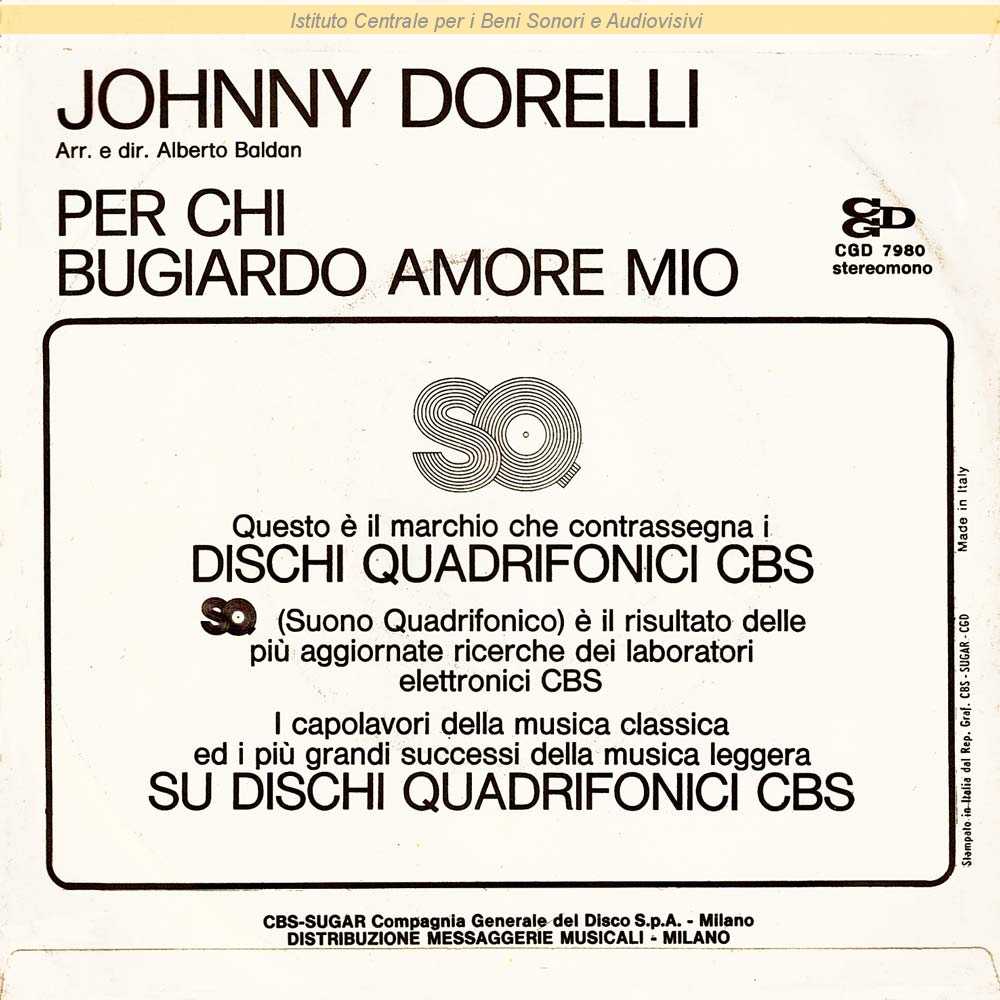 Istituto Centrale per i Beni Sonori e Audiovisivi
JOHNNY DORELLI
Arr. e dir. Alberto Baldan
PER CHI
BUGIARDO AMORE MIO
CGD
CGD 7980
stereomono
SQ
Questo è il marchio che contrassegna i
DISCHI QUADRIFONICI CBS
SQ (Suono Quadrifonico) è il risultato delle
più aggiornate ricerche dei laboratori
elettronici CBS
I capolavori della musica classica
ed i più grandi successi della musica leggera
SU DISCHI QUADRIFONICI CBS
Made in Italy
Stampato in Italia dal Rep. Graf. CBS - SUGAR - CGD
CBS-SUGAR Compagnia Generale del Disco S.p.A. - Milano
DISTRIBUZIONE MESSAGGERIE MUSICALI - MILANO